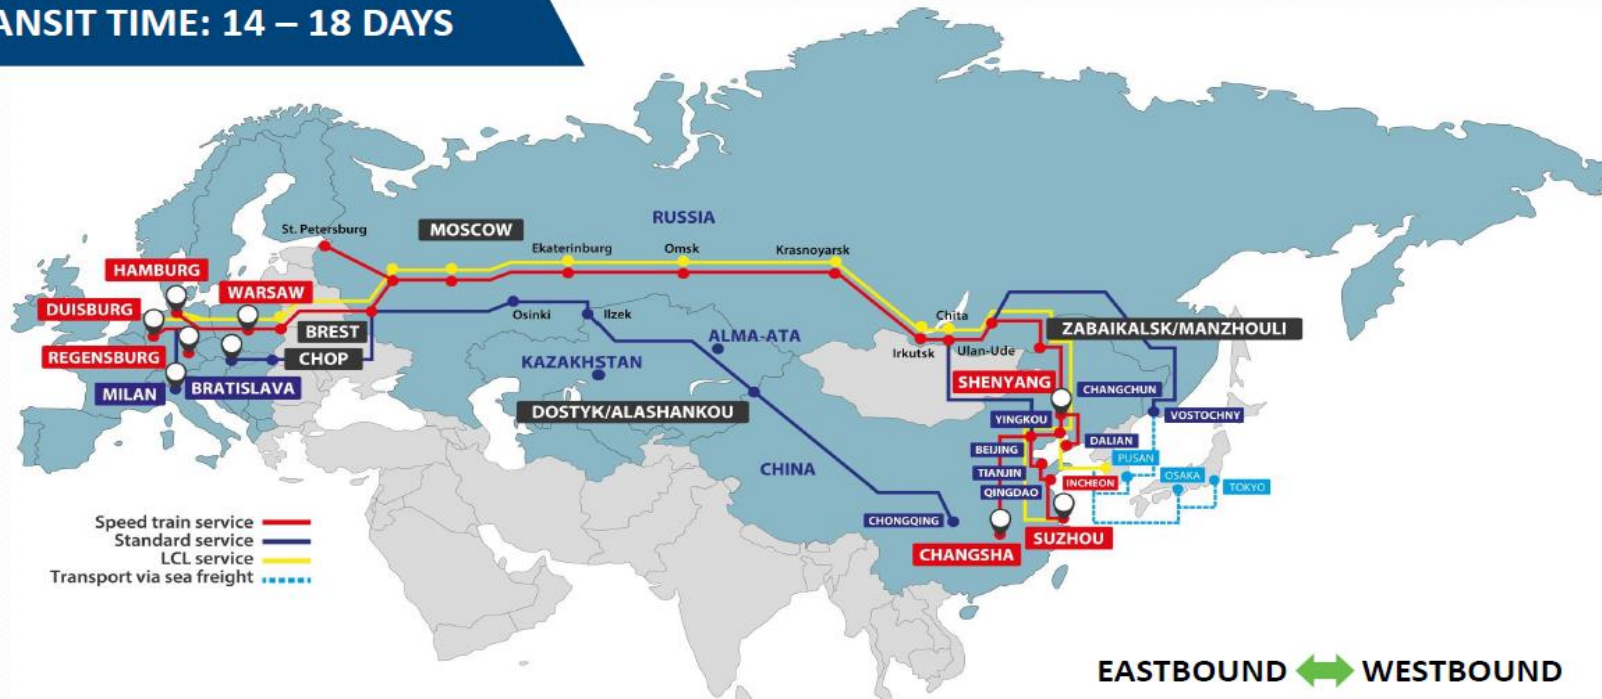 ANSIT TIME: 14 – 18 DAYS
RUSSIA
St. Petersburg
MOSCOW
Ekaterinburg
Omsk
Krasnoyarsk
HAMBURG
WARSAW
DUISBURG
BREST
Osinki
Ilzek
Chita
ZABAIKALSK/MANZHOULI
REGENSBURG
CHOP
ALMA-ATA
Irkutsk
Ulan-Ude
KAZAKHSTAN
MILAN
BRATISLAVA
SHENYANG
CHANGCHUN
DOSTYK/ALASHANKOU
YINGKOU
VOSTOCHNY
BEIJING
DALIAN
PUSAN
CHINA
TIANJIN
INCHEON
OSAKA
TOKYO
QINGDAO
CHONGQING
SUZHOU
CHANGSHA
Speed train service
Standard service
LCL service
Transport via sea freight
EASTBOUND WESTBOUND